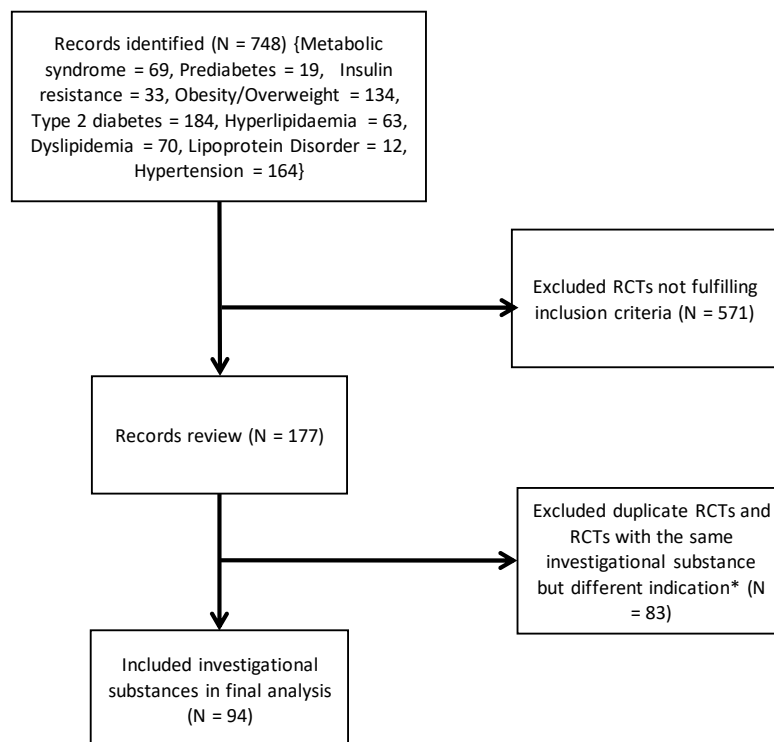 Records identified (N = 748) {Metabolic
syndrome = 69, Prediabetes = 19, Insulin
resistance = 33, Obesity/Overweight = 134,
Type 2 diabetes = 184, Hyperlipidaemia = 63,
Dyslipidemia = 70, Lipoprotein Disorder = 12,
Hypertension = 164}
Excluded RCTs not fulfilling
inclusion criteria (N = 571)
Records review (N = 177)
Excluded duplicate RCTs and
RCTs with the same
investigational substance
but different indication* (N
= 83)
Included investigational
substances in final analysis
(N = 94)